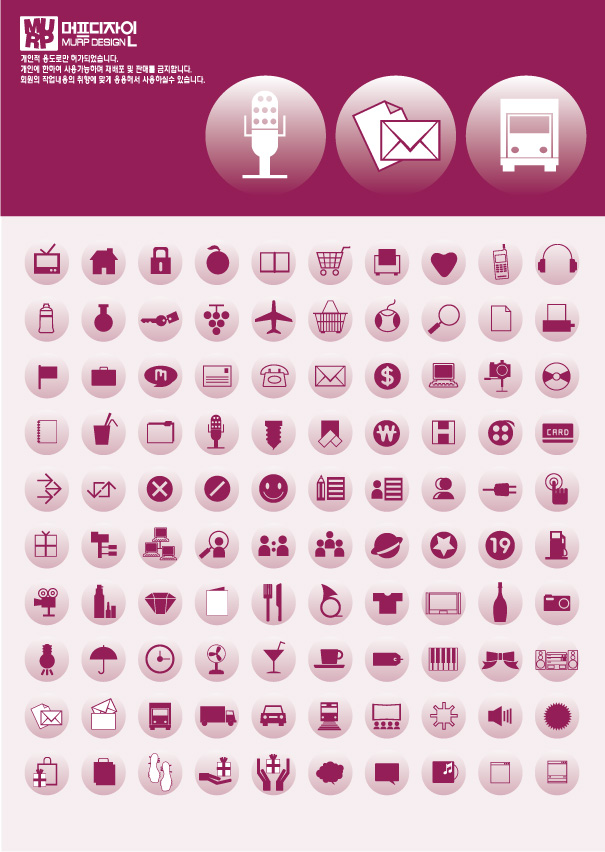 MURP
머프디자인
MURP DESIGN
개인적 용도로만 허가되었습니다.
개인에 한하여 사용가능하며 재배포 및 판매를 금지합니다.
회원의 작업내용의 취향에 맞게 응용하서 사용하실수 있습니다.
M
$
₩
H
CARD
19